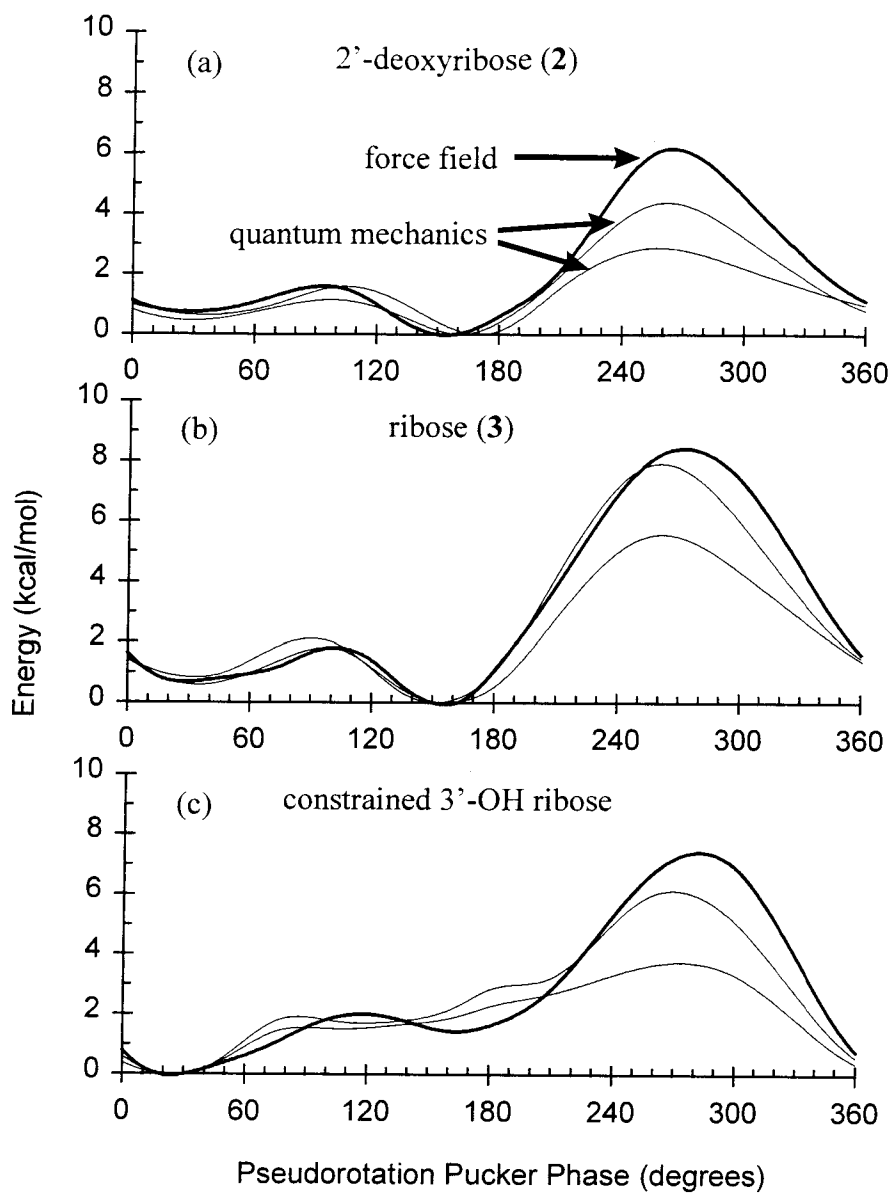 (a) 2’-deoxyribose (2)
force field
quantum mechanics
10
8
6
4
2
0
0 60 120 180 240 300 360
(b) ribose (3)
10
8
6
4
2
0
0 60 120 180 240 300 360
(c) constrained 3’-OH ribose
10
8
6
4
2
0
0 60 120 180 240 300 360
Energy (kcal/mol)
Pseudorotation Pucker Phase (degrees)